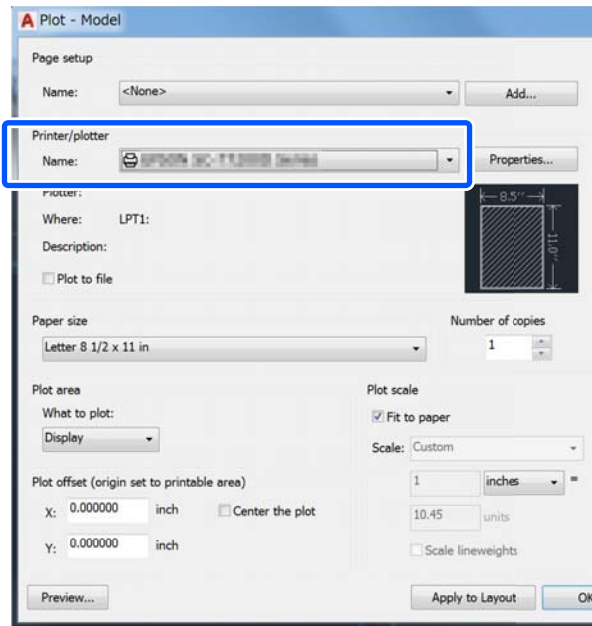 Plot - Model
Page setup
Name: <None> Add...
Printer/plotter
Name: Properties...
Plotter:
Where: LPT1:
Description:
Plot to file
8.5''
11.0''
Paper size
Letter 8 1/2 x 11 in
Number of copies
1
Plot area
What to plot:
Display
Plot scale
Fit to paper
Scale: Custom
1 inches =
10.45 units
Scale lineweights
Plot offset (origin set to printable area)
X: 0.000000 inch Center the plot
Y: 0.000000 inch
Preview... Apply to Layout OK